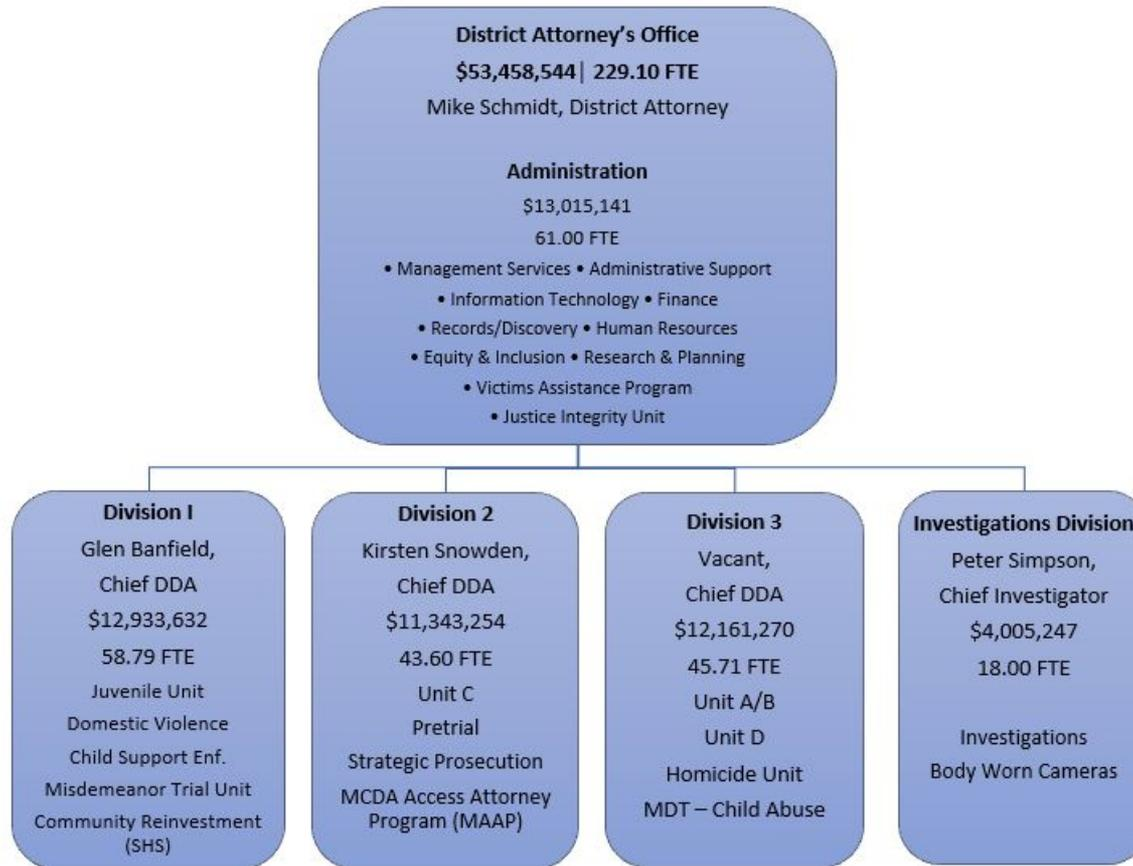 District Attorney's Office
$53,458,544| 229.10 FTE
Mike Schmidt, District Attorney
Administration
$13,015,141
61.00 FTE
• Management Services • Administrative Support
• Information Technology • Finance
• Records/Discovery • Human Resources
• Equity & Inclusion • Research & Planning
• Victims Assistance Program
• Justice Integrity Unit
Division I
Glen Banfield,
Chief DDA
$12,933,632
58.79 FTE
Juvenile Unit
Domestic Violence
Child Support Enf.
Misdemeanor Trial Unit
Community Reinvestment
(SHS)
Division 2
Kirsten Snowden,
Chief DDA
$11,343,254
43.60 FTE
Unit C
Pretrial
Strategic Prosecution
MCDA Access Attorney
Program (MAAP)
Division 3
Vacant,
Chief DDA
$12,161,270
45.71 FTE
Unit A/B
Unit D
Homicide Unit
MDT – Child Abuse
Investigations Division
Peter Simpson,
Chief Investigator
$4,005,247
18.00 FTE
Investigations
Body Worn Cameras